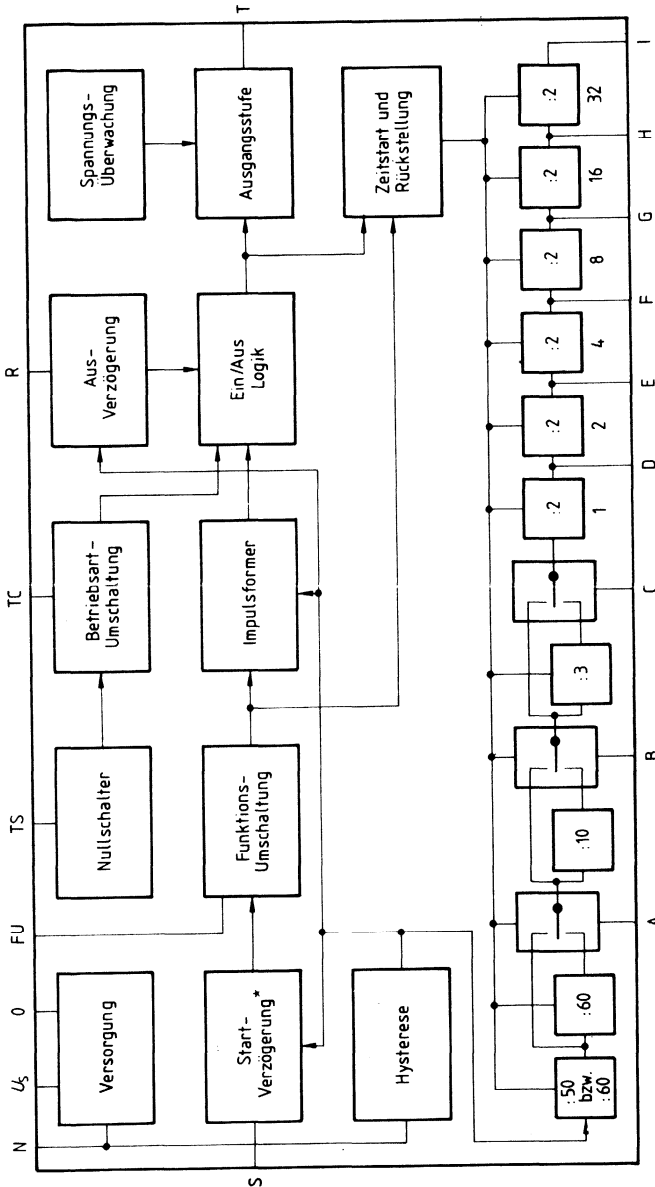 N
U_S
0
FU
TS
TC
R
Versorgung
Nullschalter
Betriebsart-
Umschaltung
Aus-
Verzögerung
Spannungs-
Überwachung
S
Start-
Verzögerung*
Funktions-
Umschaltung
Impulsformer
Ein/Aus
Logik
Ausgangsstufe
T
Hysterese
Zeitstart und
Rückstellung
:50
bzw.
:60
:60
:10
:3
:2
:2
:2
:2
:2
:2
1
2
4
8
16
32
A
B
C
D
E
F
G
H
I